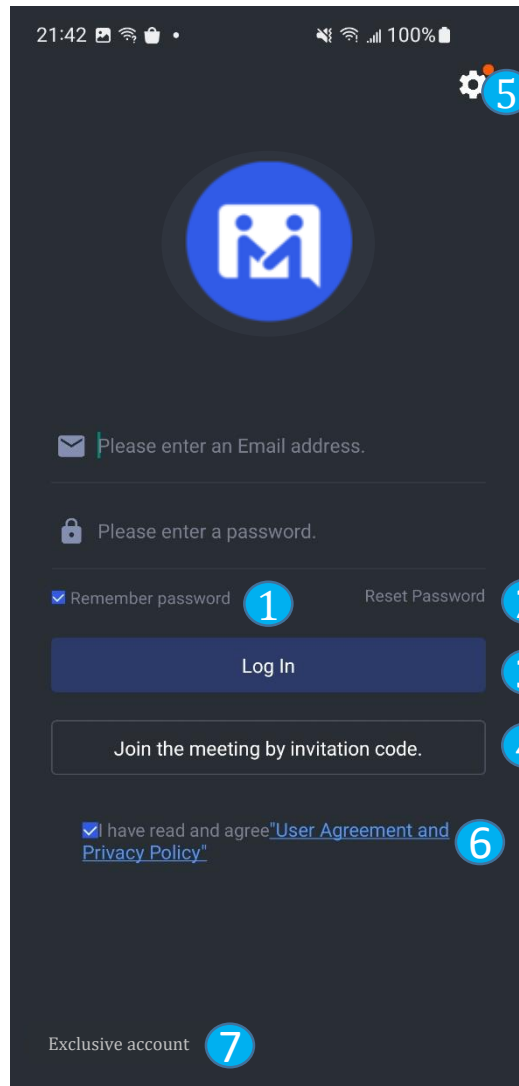 21:42 100%
5
Please enter an Email address.
Please enter a password.
Remember password 1 Reset Password
Log In
Join the meeting by invitation code.
I have read and agree"User Agreement and
Privacy Policy"
6
Exclusive account 7